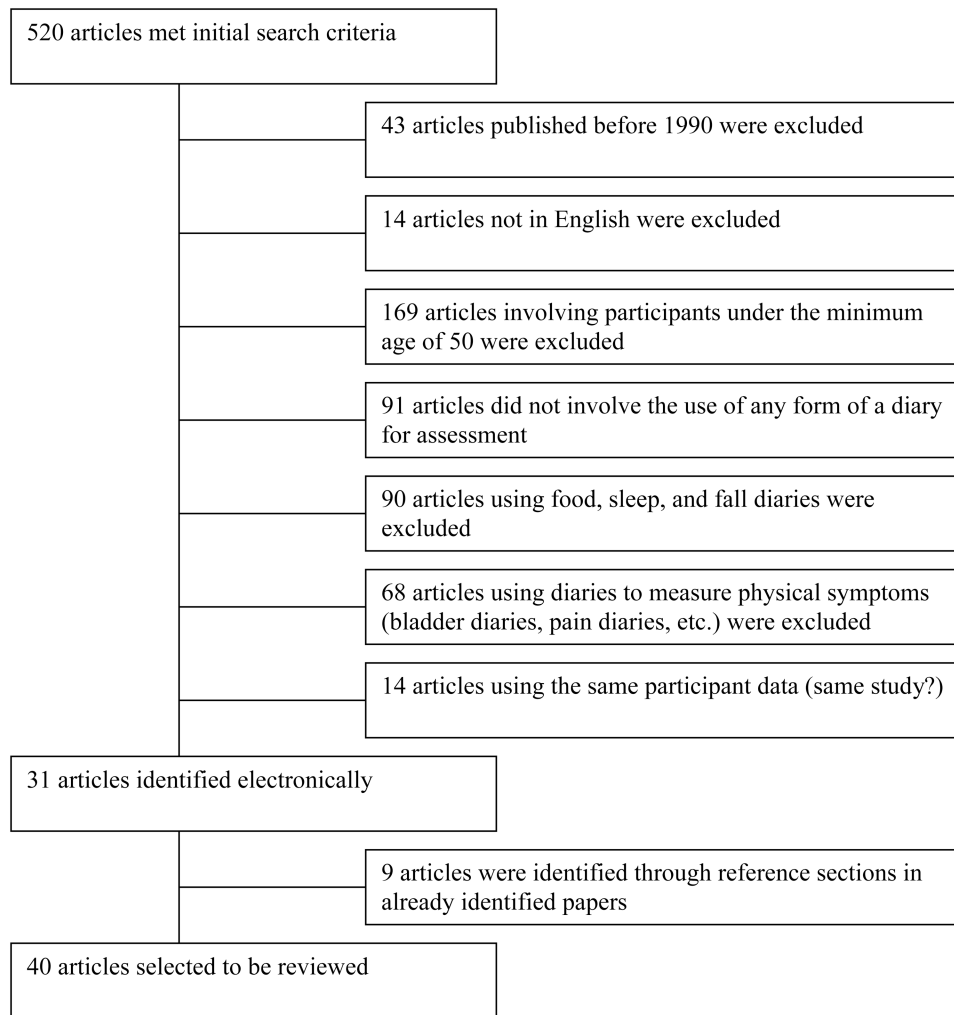 520 articles met initial search criteria
43 articles published before 1990 were excluded
14 articles not in English were excluded
169 articles involving participants under the minimum
age of 50 were excluded
91 articles did not involve the use of any form of a diary
for assessment
90 articles using food, sleep, and fall diaries were
excluded
68 articles using diaries to measure physical symptoms
(bladder diaries, pain diaries, etc.) were excluded
14 articles using the same participant data (same study?)
31 articles identified electronically
9 articles were identified through reference sections in
already identified papers
40 articles selected to be reviewed